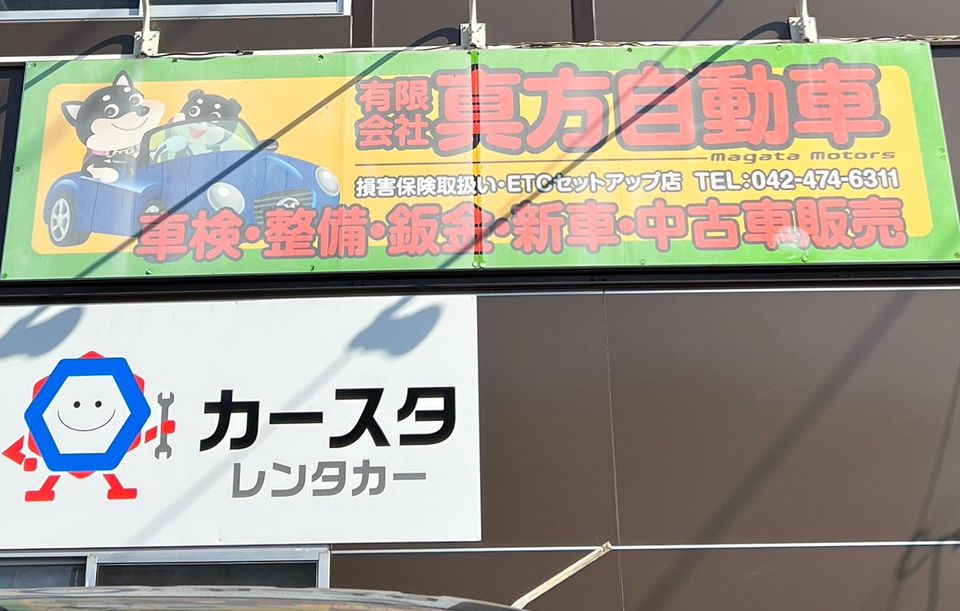 有限会社 真方自動車
Magata Motors
損害保険取扱い・ETCセットアップ店 TEL:042-474-6311
車検・整備・鈑金・新車・中古車販売
カースタ
レンタカー